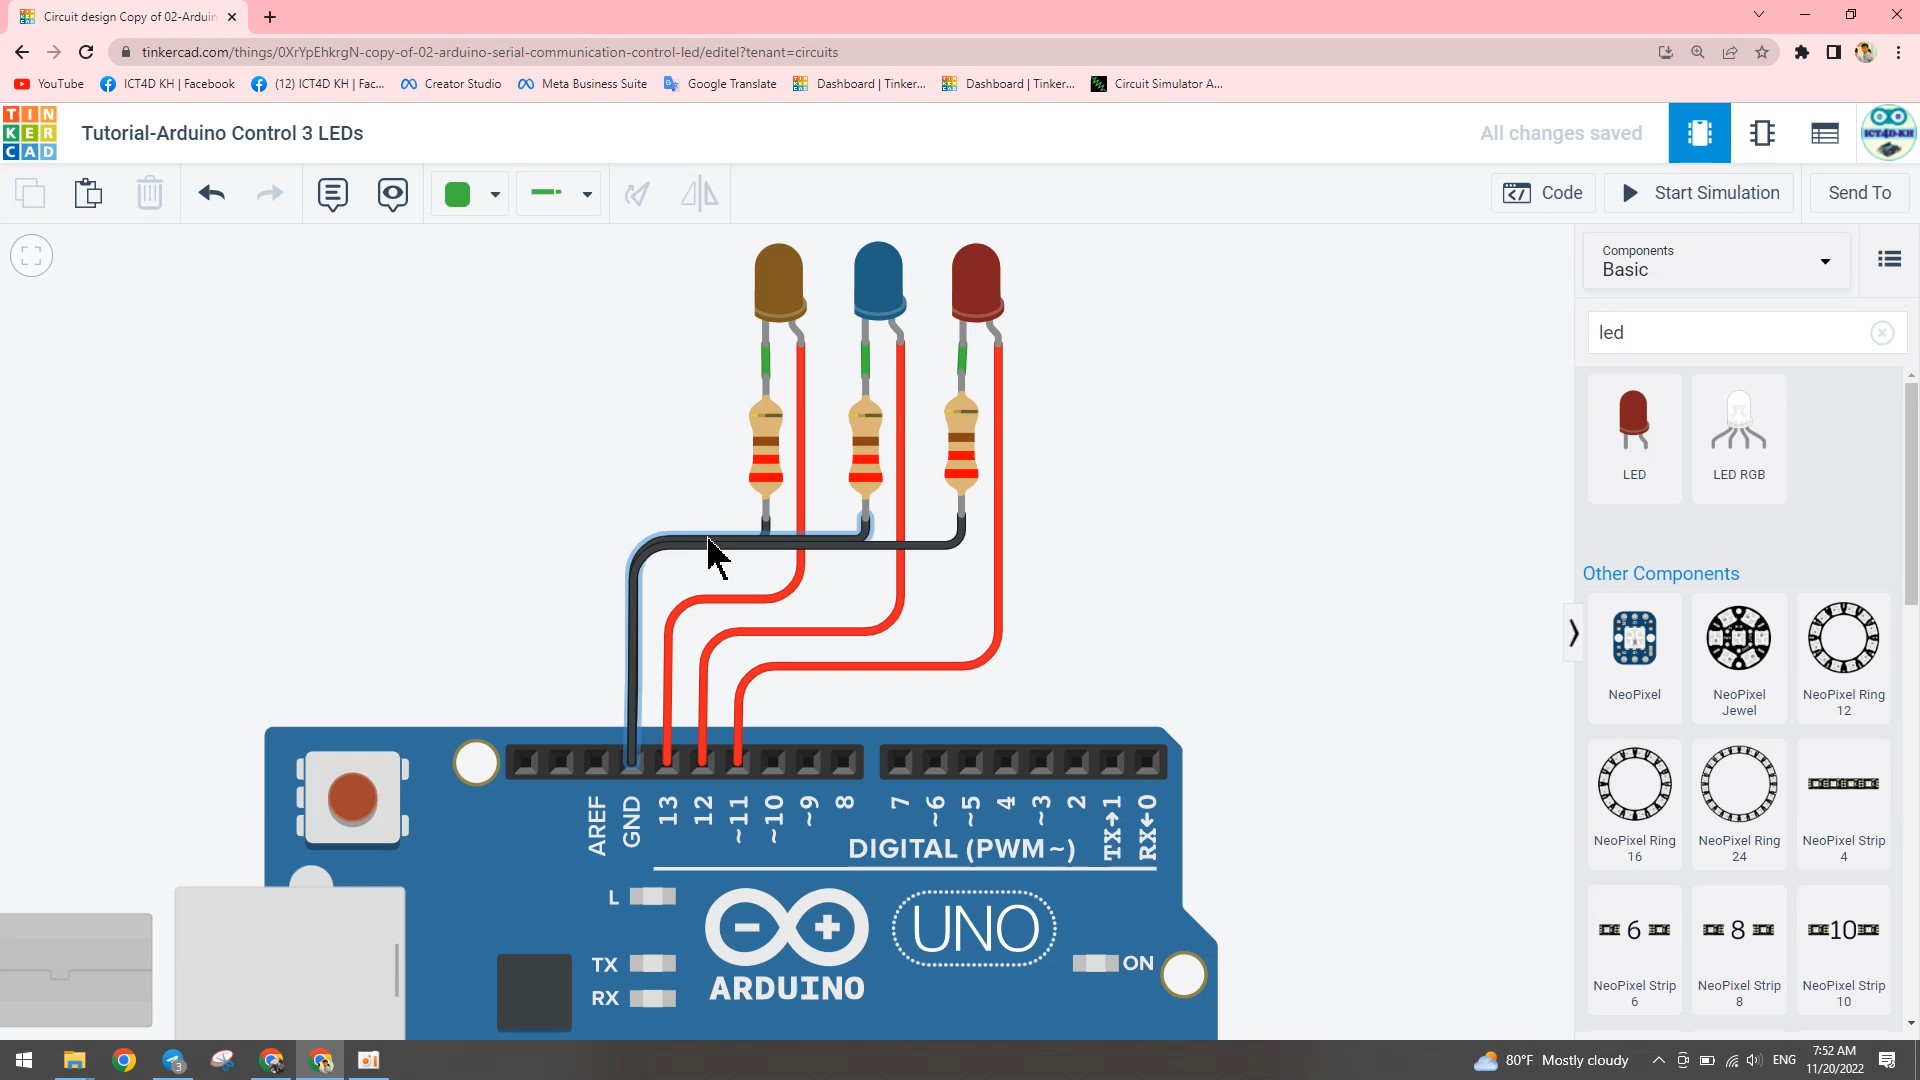 Circuit design Copy of 02-Arduin
tinkercad.com/things/0XrYpEhkrgN-copy-of-02-arduino-serial-communication-control-led/editel?tenant=circuits
YouTube
ICT4D KH | Facebook
(12) ICT4D KH | Fac...
Creator Studio
Meta Business Suite
Google Translate
Dashboard | Tinker...
Dashboard | Tinker...
Circuit Simulator A...
TIN
KER
CAD
Tutorial-Arduino Control 3 LEDs
All changes saved
ICT4D-KH
Code
Start Simulation
Send To
Components
Basic
led
LED
LED RGB
Other Components
NeoPixel
NeoPixel
Jewel
NeoPixel Ring
12
NeoPixel Ring
16
NeoPixel Ring
24
NeoPixel Strip
4
6
8
10
NeoPixel Strip
6
NeoPixel Strip
8
NeoPixel Strip
10
AREF
GND
13
12
~11
~10
~9
8
7
~6
~5
4
~3
2
TX→1
RX←0
DIGITAL (PWM~)
L
TX
RX
ARDUINO
UNO
ON
3
80°F Mostly cloudy
ENG
7:52 AM
11/20/2022